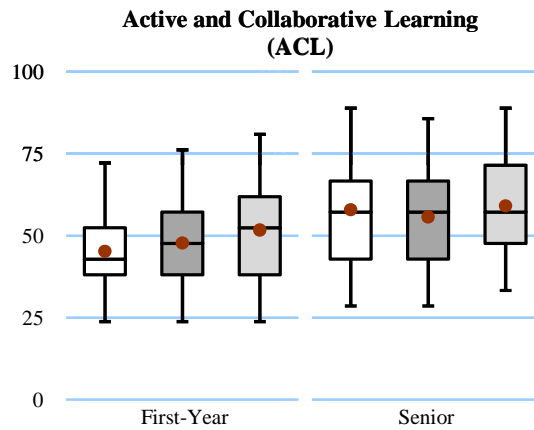 Active and Collaborative Learning
(ACL)
100
75
50
25
0
First-Year
Senior